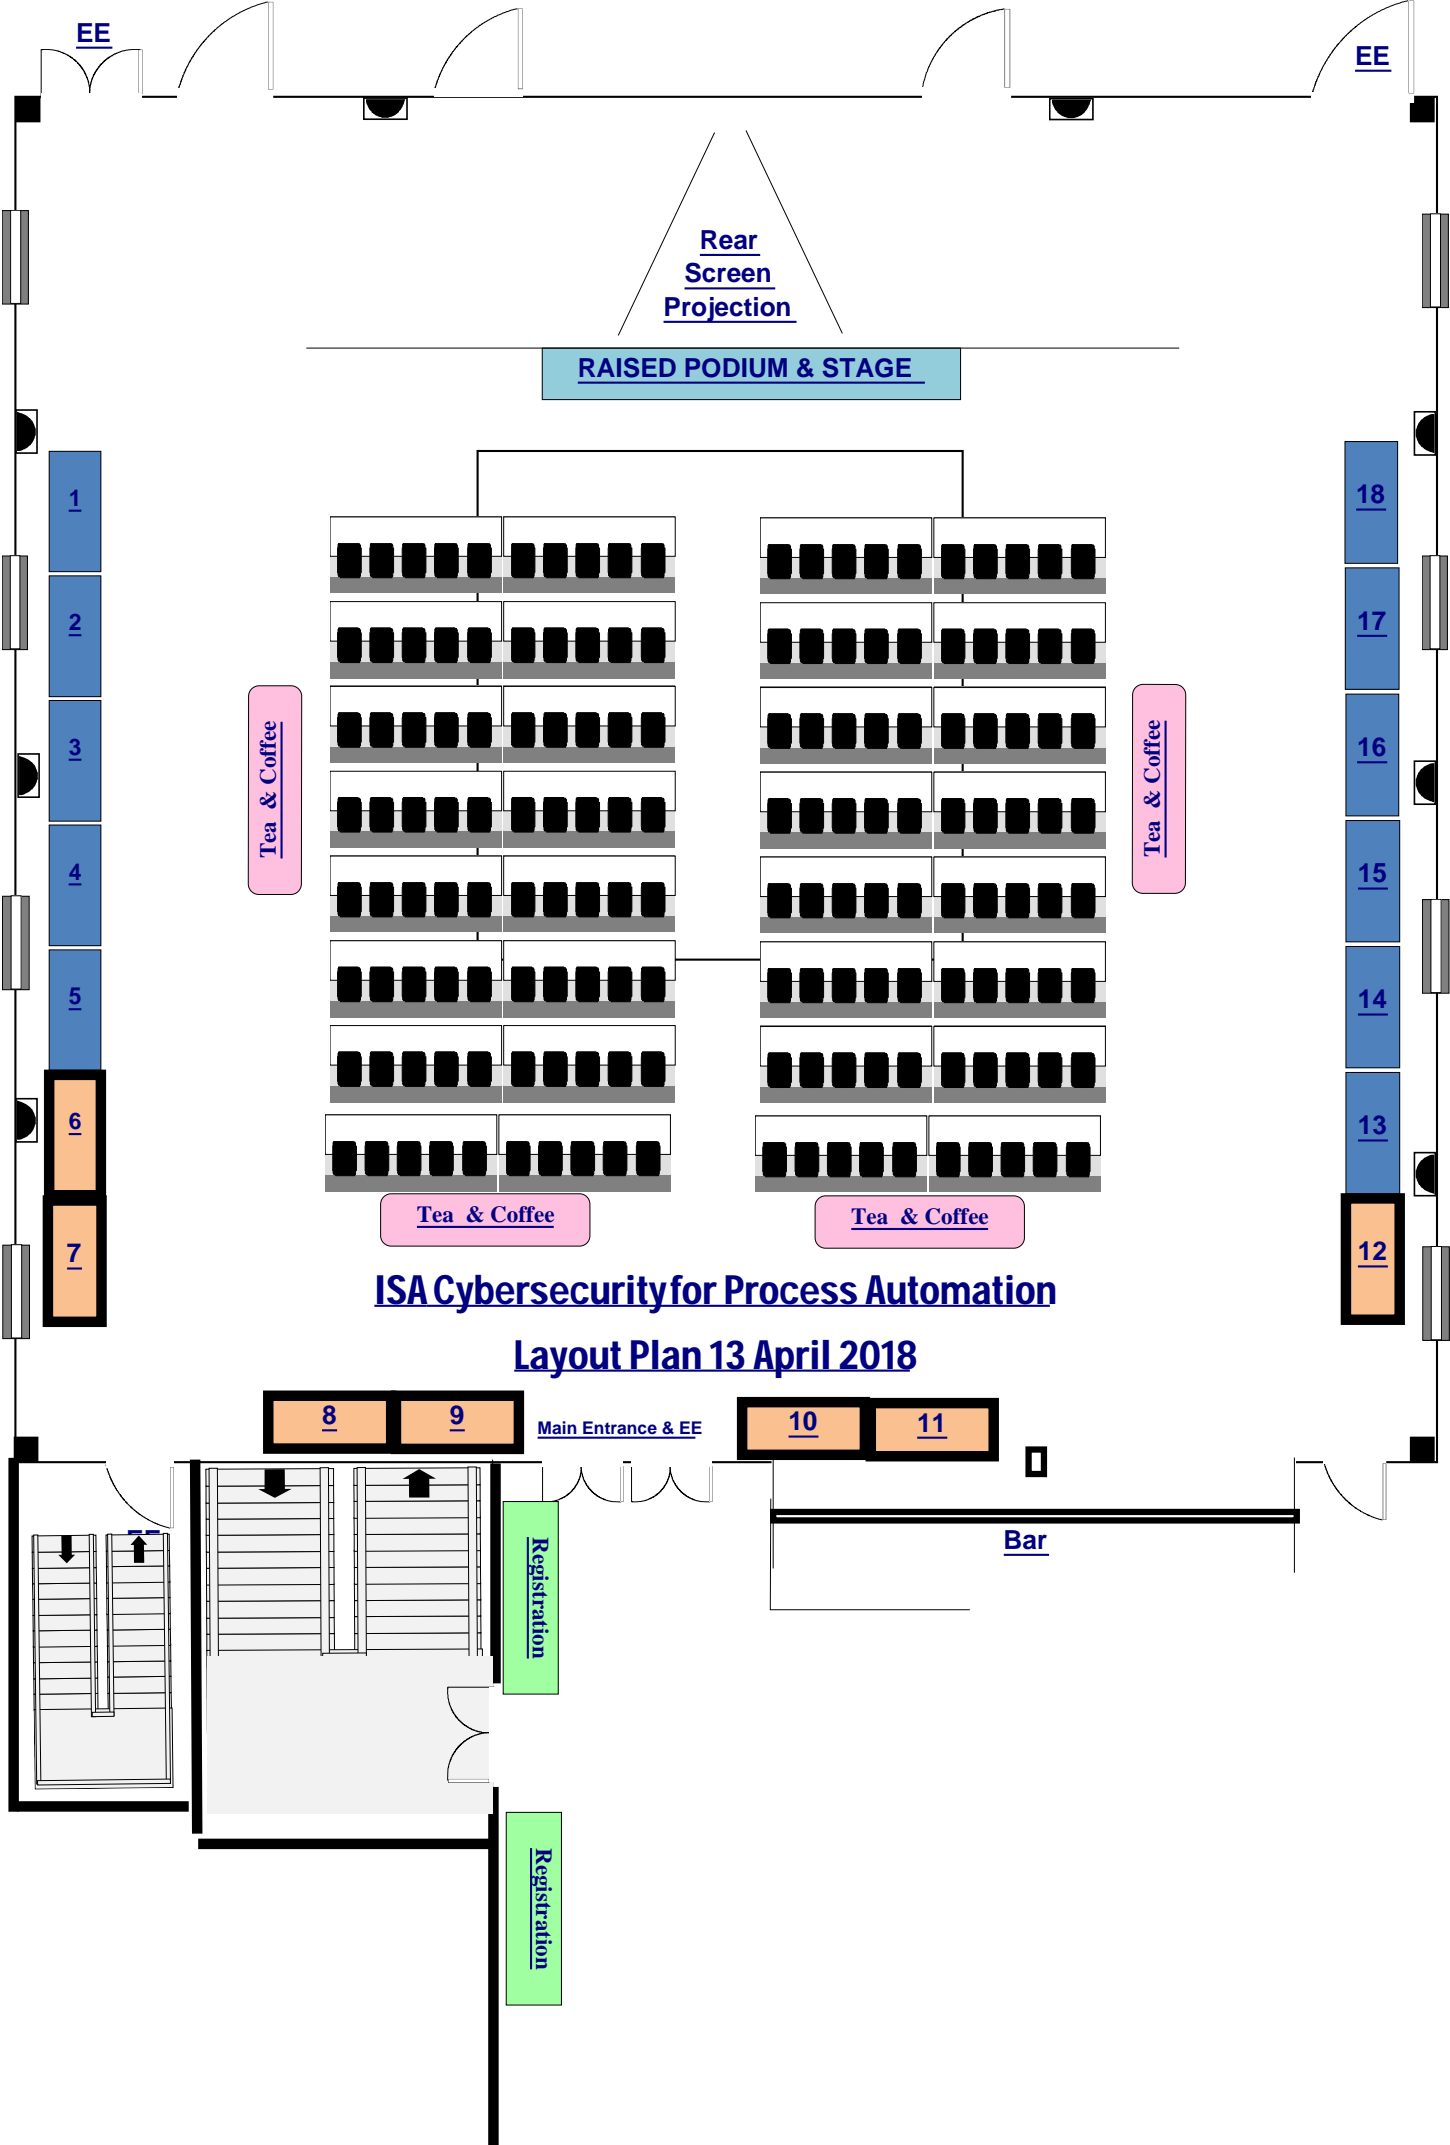 EE
EE
Rear
Screen
Projection
RAISED PODIUM & STAGE
1
18
2
17
3
16
Tea & Coffee
Tea & Coffee
4
15
5
14
6
13
7
12
Tea & Coffee
Tea & Coffee
ISA Cybersecurity for Process Automation
Layout Plan 13 April 2018
8
9
Main Entrance & EE
10
11
EE
Bar
Registration
Registration